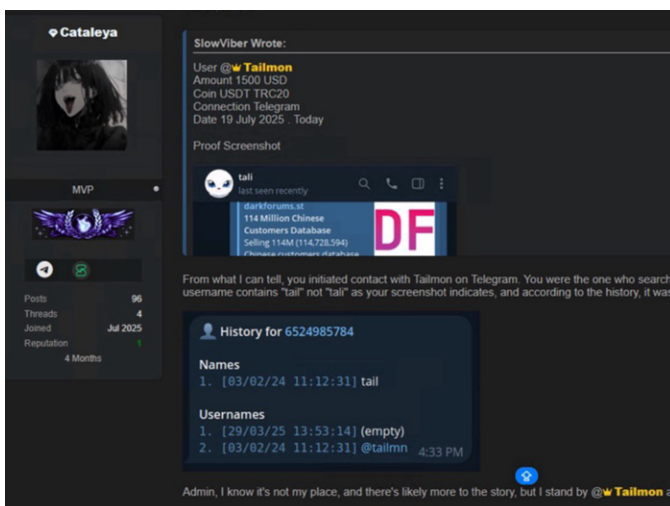 Cataleya
MVP
Posts 96
Threads 4
Joined Jul 2025
Reputation 1
4 Months
SlowViber Wrote:
User @Tailmon
Amount 1500 USD
Coin USDT TRC20
Connection Telegram
Date 19 July 2025 . Today
Proof Screenshot
tali
last seen recently
darkforums.st
114 Million Chinese
Customers Database
Selling 114M (114,728,594)
Chinese customers database
DF
From what I can tell, you initiated contact with Tailmon on Telegram. You were the one who search
username contains "tail" not "tali" as your screenshot indicates, and according to the history, it was
History for 6524985784
Names
1. [03/02/24 11:12:31] tail
Usernames
1. [29/03/25 13:53:14] (empty)
2. [03/02/24 11:12:31] @tailmn
4:33 PM
Admin, I know it's not my place, and there's likely more to the story, but I stand by @Tailmon a